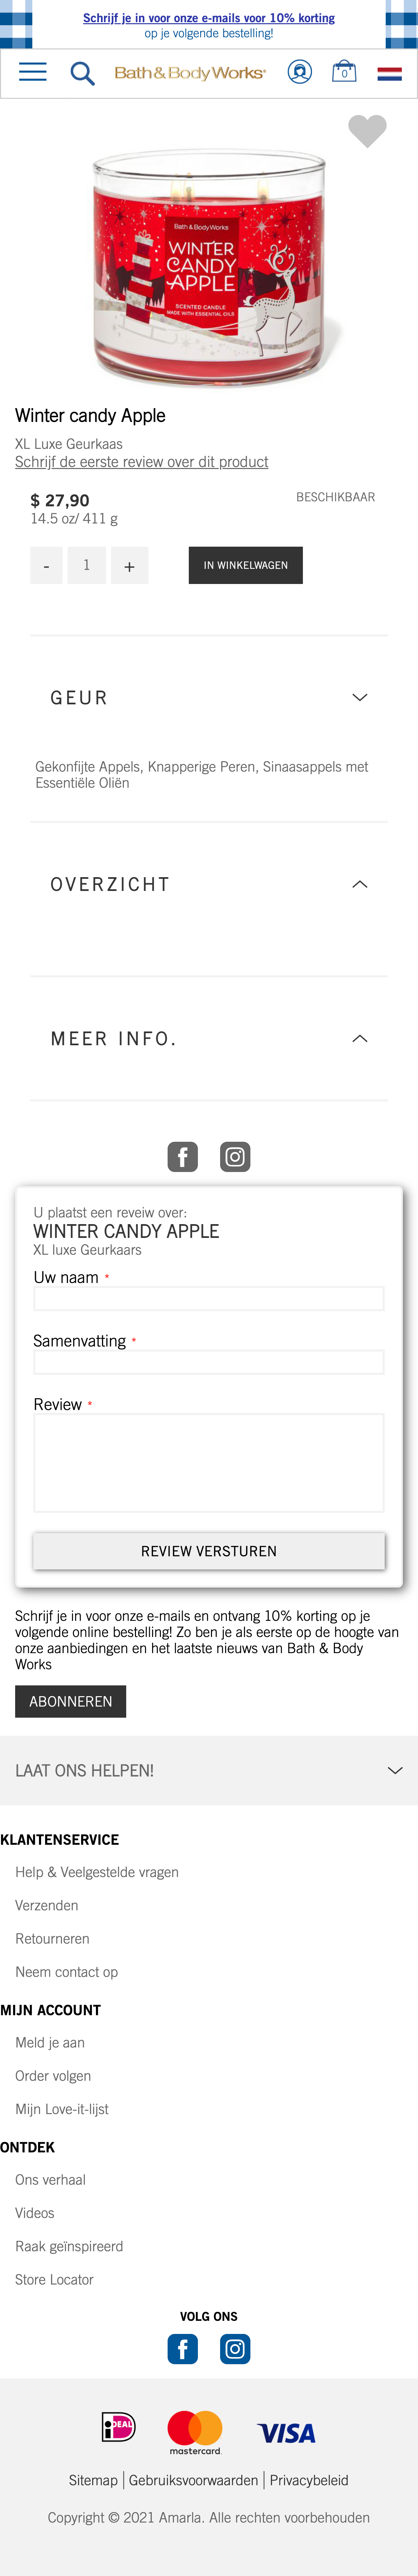 Schrijf je in voor onze e-mails voor 10% korting
op je volgende bestelling!
Bath & Body Works®
0
Bath & Body Works
WINTER
CANDY
APPLE
SCENTED CANDLE
MADE WITH ESSENTIAL OILS
Winter candy Apple
XL Luxe Geurkaas
Schrijf de eerste review over dit product
$ 27,90
BESCHIKBAAR
14.5 oz/ 411 g
- 1 +
IN WINKELWAGEN
GEUR
Gekonfijte Appels, Knapperige Peren, Sinaasappels met
Essentiële Oliën
OVERZICHT
MEER INFO.
U plaatst een reveiw over:
WINTER CANDY APPLE
XL luxe Geurkaars
Uw naam *
Samenvatting *
Review *
REVIEW VERSTUREN
Schrijf je in voor onze e-mails en ontvang 10% korting op je
volgende online bestelling! Zo ben je als eerste op de hoogte van
onze aanbiedingen en het laatste nieuws van Bath & Body
Works
ABONNEREN
LAAT ONS HELPEN!
KLANTENSERVICE
Help & Veelgestelde vragen
Verzenden
Retourneren
Neem contact op
MIJN ACCOUNT
Meld je aan
Order volgen
Mijn Love-it-lijst
ONTDEK
Ons verhaal
Videos
Raak geïnspireerd
Store Locator
VOLG ONS
iDEAL
mastercard.
VISA
Sitemap | Gebruiksvoorwaarden | Privacybeleid
Copyright © 2021 Amarla. Alle rechten voorbehouden